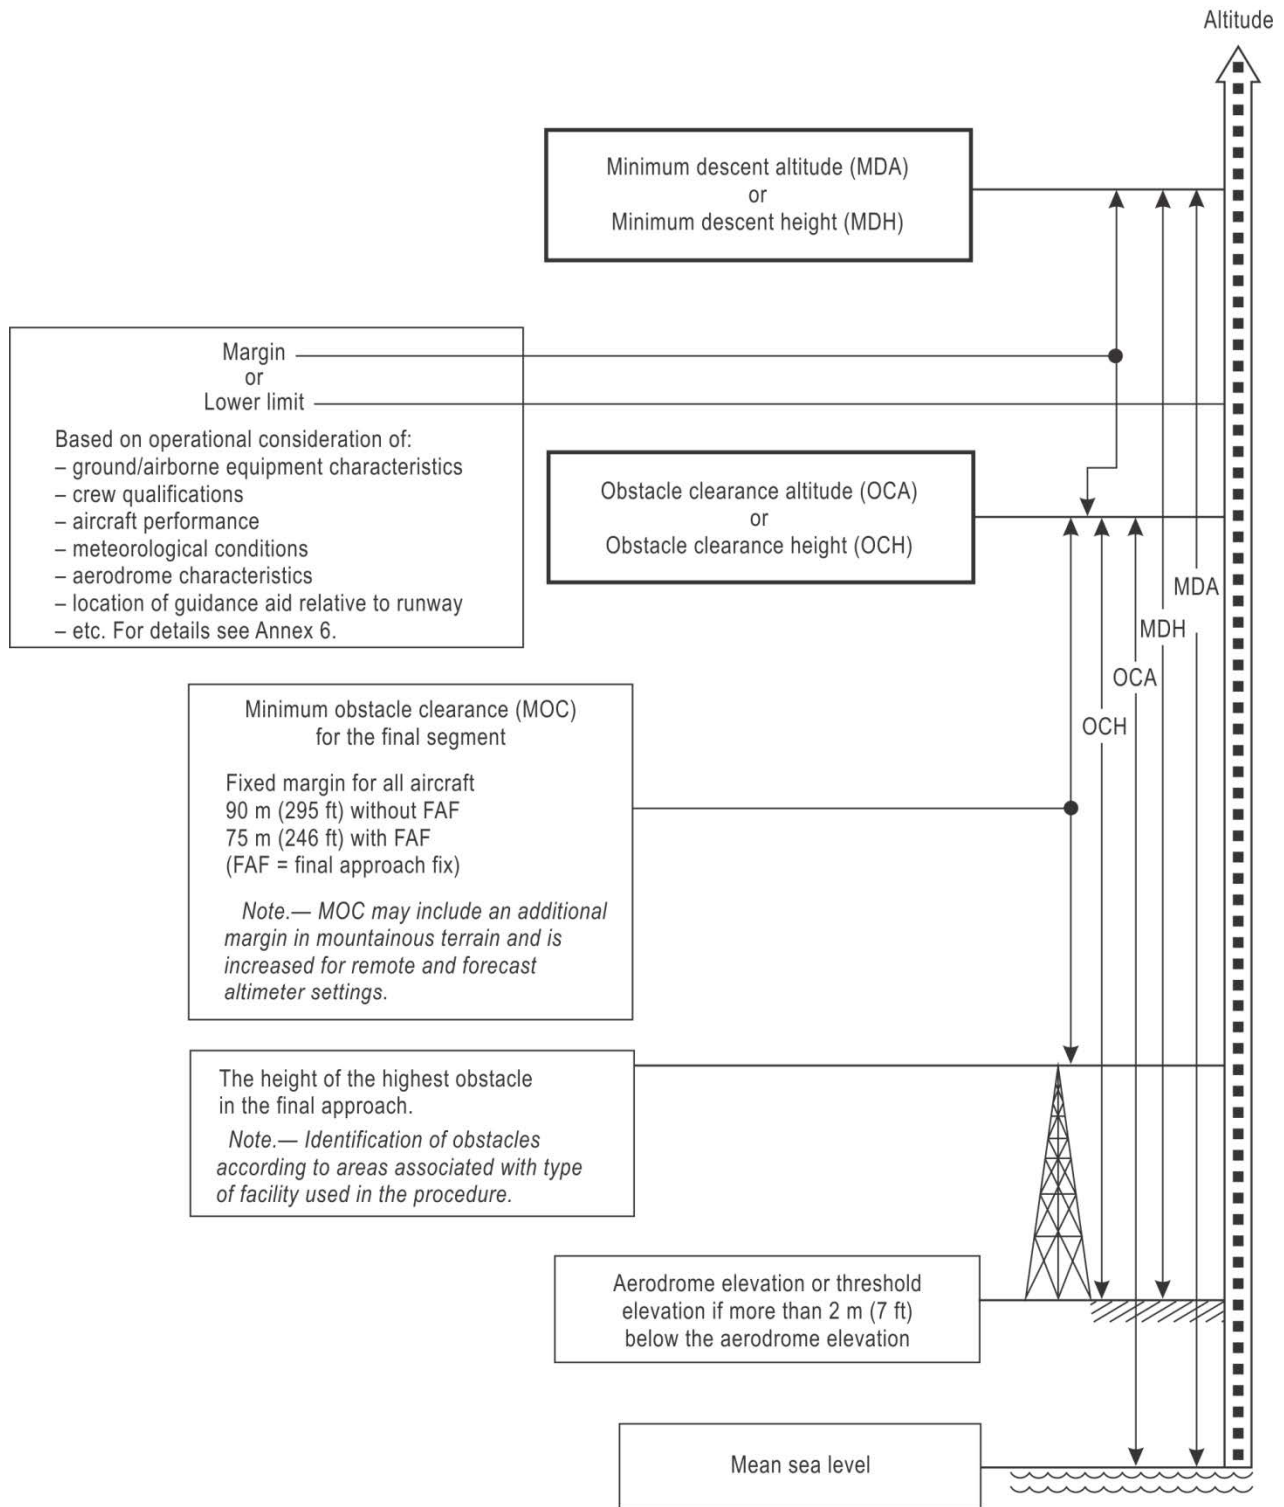 Altitude
Minimum descent altitude (MDA)
or
Minimum descent height (MDH)
Margin
or
Lower limit
Based on operational consideration of:
– ground/airborne equipment characteristics
– crew qualifications
– aircraft performance
– meteorological conditions
– aerodrome characteristics
– location of guidance aid relative to runway
– etc. For details see Annex 6.
Obstacle clearance altitude (OCA)
or
Obstacle clearance height (OCH)
MDA
MDH
OCA
OCH
Minimum obstacle clearance (MOC)
for the final segment
Fixed margin for all aircraft
90 m (295 ft) without FAF
75 m (246 ft) with FAF
(FAF = final approach fix)
Note.— MOC may include an additional
margin in mountainous terrain and is
increased for remote and forecast
altimeter settings.
The height of the highest obstacle
in the final approach.
Note.— Identification of obstacles
according to areas associated with type
of facility used in the procedure.
Aerodrome elevation or threshold
elevation if more than 2 m (7 ft)
below the aerodrome elevation
Mean sea level